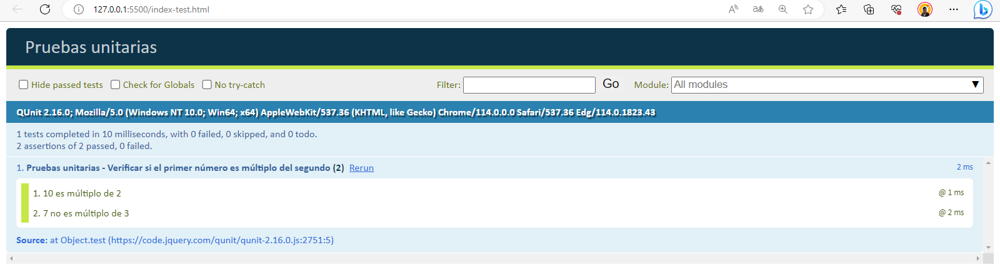 127.0.0.1:5500/index-test.html
Pruebas unitarias
Hide passed tests Check for Globals No try-catch Filter: Go Module: All modules
QUnit 2.16.0; Mozilla/5.0 (Windows NT 10.0; Win64; x64) AppleWebKit/537.36 (KHTML, like Gecko) Chrome/114.0.0.0 Safari/537.36 Edg/114.0.1823.43
1 tests completed in 10 milliseconds, with 0 failed, 0 skipped, and 0 todo.
2 assertions of 2 passed, 0 failed.
1. Pruebas unitarias - Verificar si el primer número es múltiplo del segundo (2) Rerun 2 ms
1. 10 es múltiplo de 2 @ 1 ms
2. 7 no es múltiplo de 3 @ 2 ms
Source: at Object.test (https://code.jquery.com/qunit/qunit-2.16.0.js:2751:5)